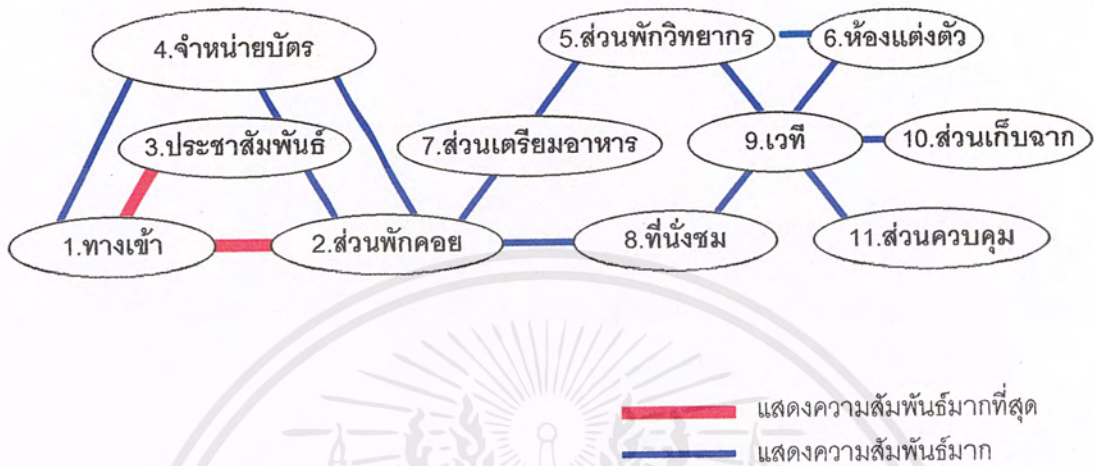 4.จำหน่ายบัตร
5.ส่วนพักวิทยากร
6.ห้องแต่งตัว
3.ประชาสัมพันธ์
7.ส่วนเตรียมอาหาร
9.เวที
10.ส่วนเก็บฉาก
1.ทางเข้า
2.ส่วนพักคอย
8.ที่นั่งชม
11.ส่วนควบคุม
แสดงความสัมพันธ์มากที่สุด
แสดงความสัมพันธ์มาก